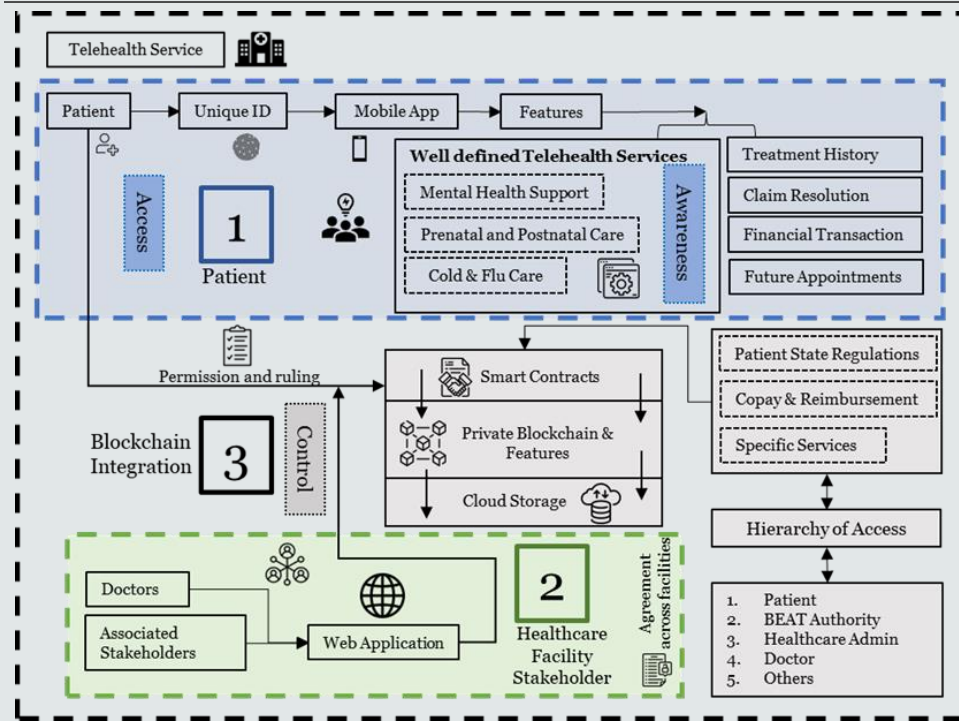 Telehealth Service
Patient
Unique ID
Mobile App
Features
Access
1
Patient
Well defined Telehealth Services
Mental Health Support
Prenatal and Postnatal Care
Cold & Flu Care
Awareness
Treatment History
Claim Resolution
Financial Transaction
Future Appointments
Permission and ruling
Blockchain
Integration
3
Control
Smart Contracts
Private Blockchain &
Features
Cloud Storage
Patient State Regulations
Copay & Reimbursement
Specific Services
Hierarchy of Access
1. Patient
2. BEAT Authority
3. Healthcare Admin
4. Doctor
5. Others
Doctors
Associated
Stakeholders
Web Application
2
Healthcare
Facility
Stakeholder
Agreement
across facilities